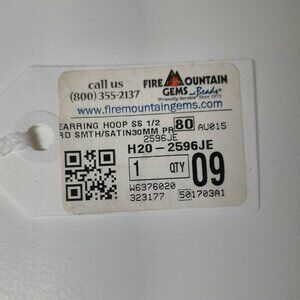 call us
(800) 355-2137
FIRE MOUNTAIN
GEMS and Beads®
"Friendly Service" Since 1973
www.firemountaingems.com
EARRING HOOP SS 1/2 80 AU015
RD SMTH/SATIN30MM PR
2596JE
H20-2596JE
1 QTY 09
W6376020
323177 501703A1